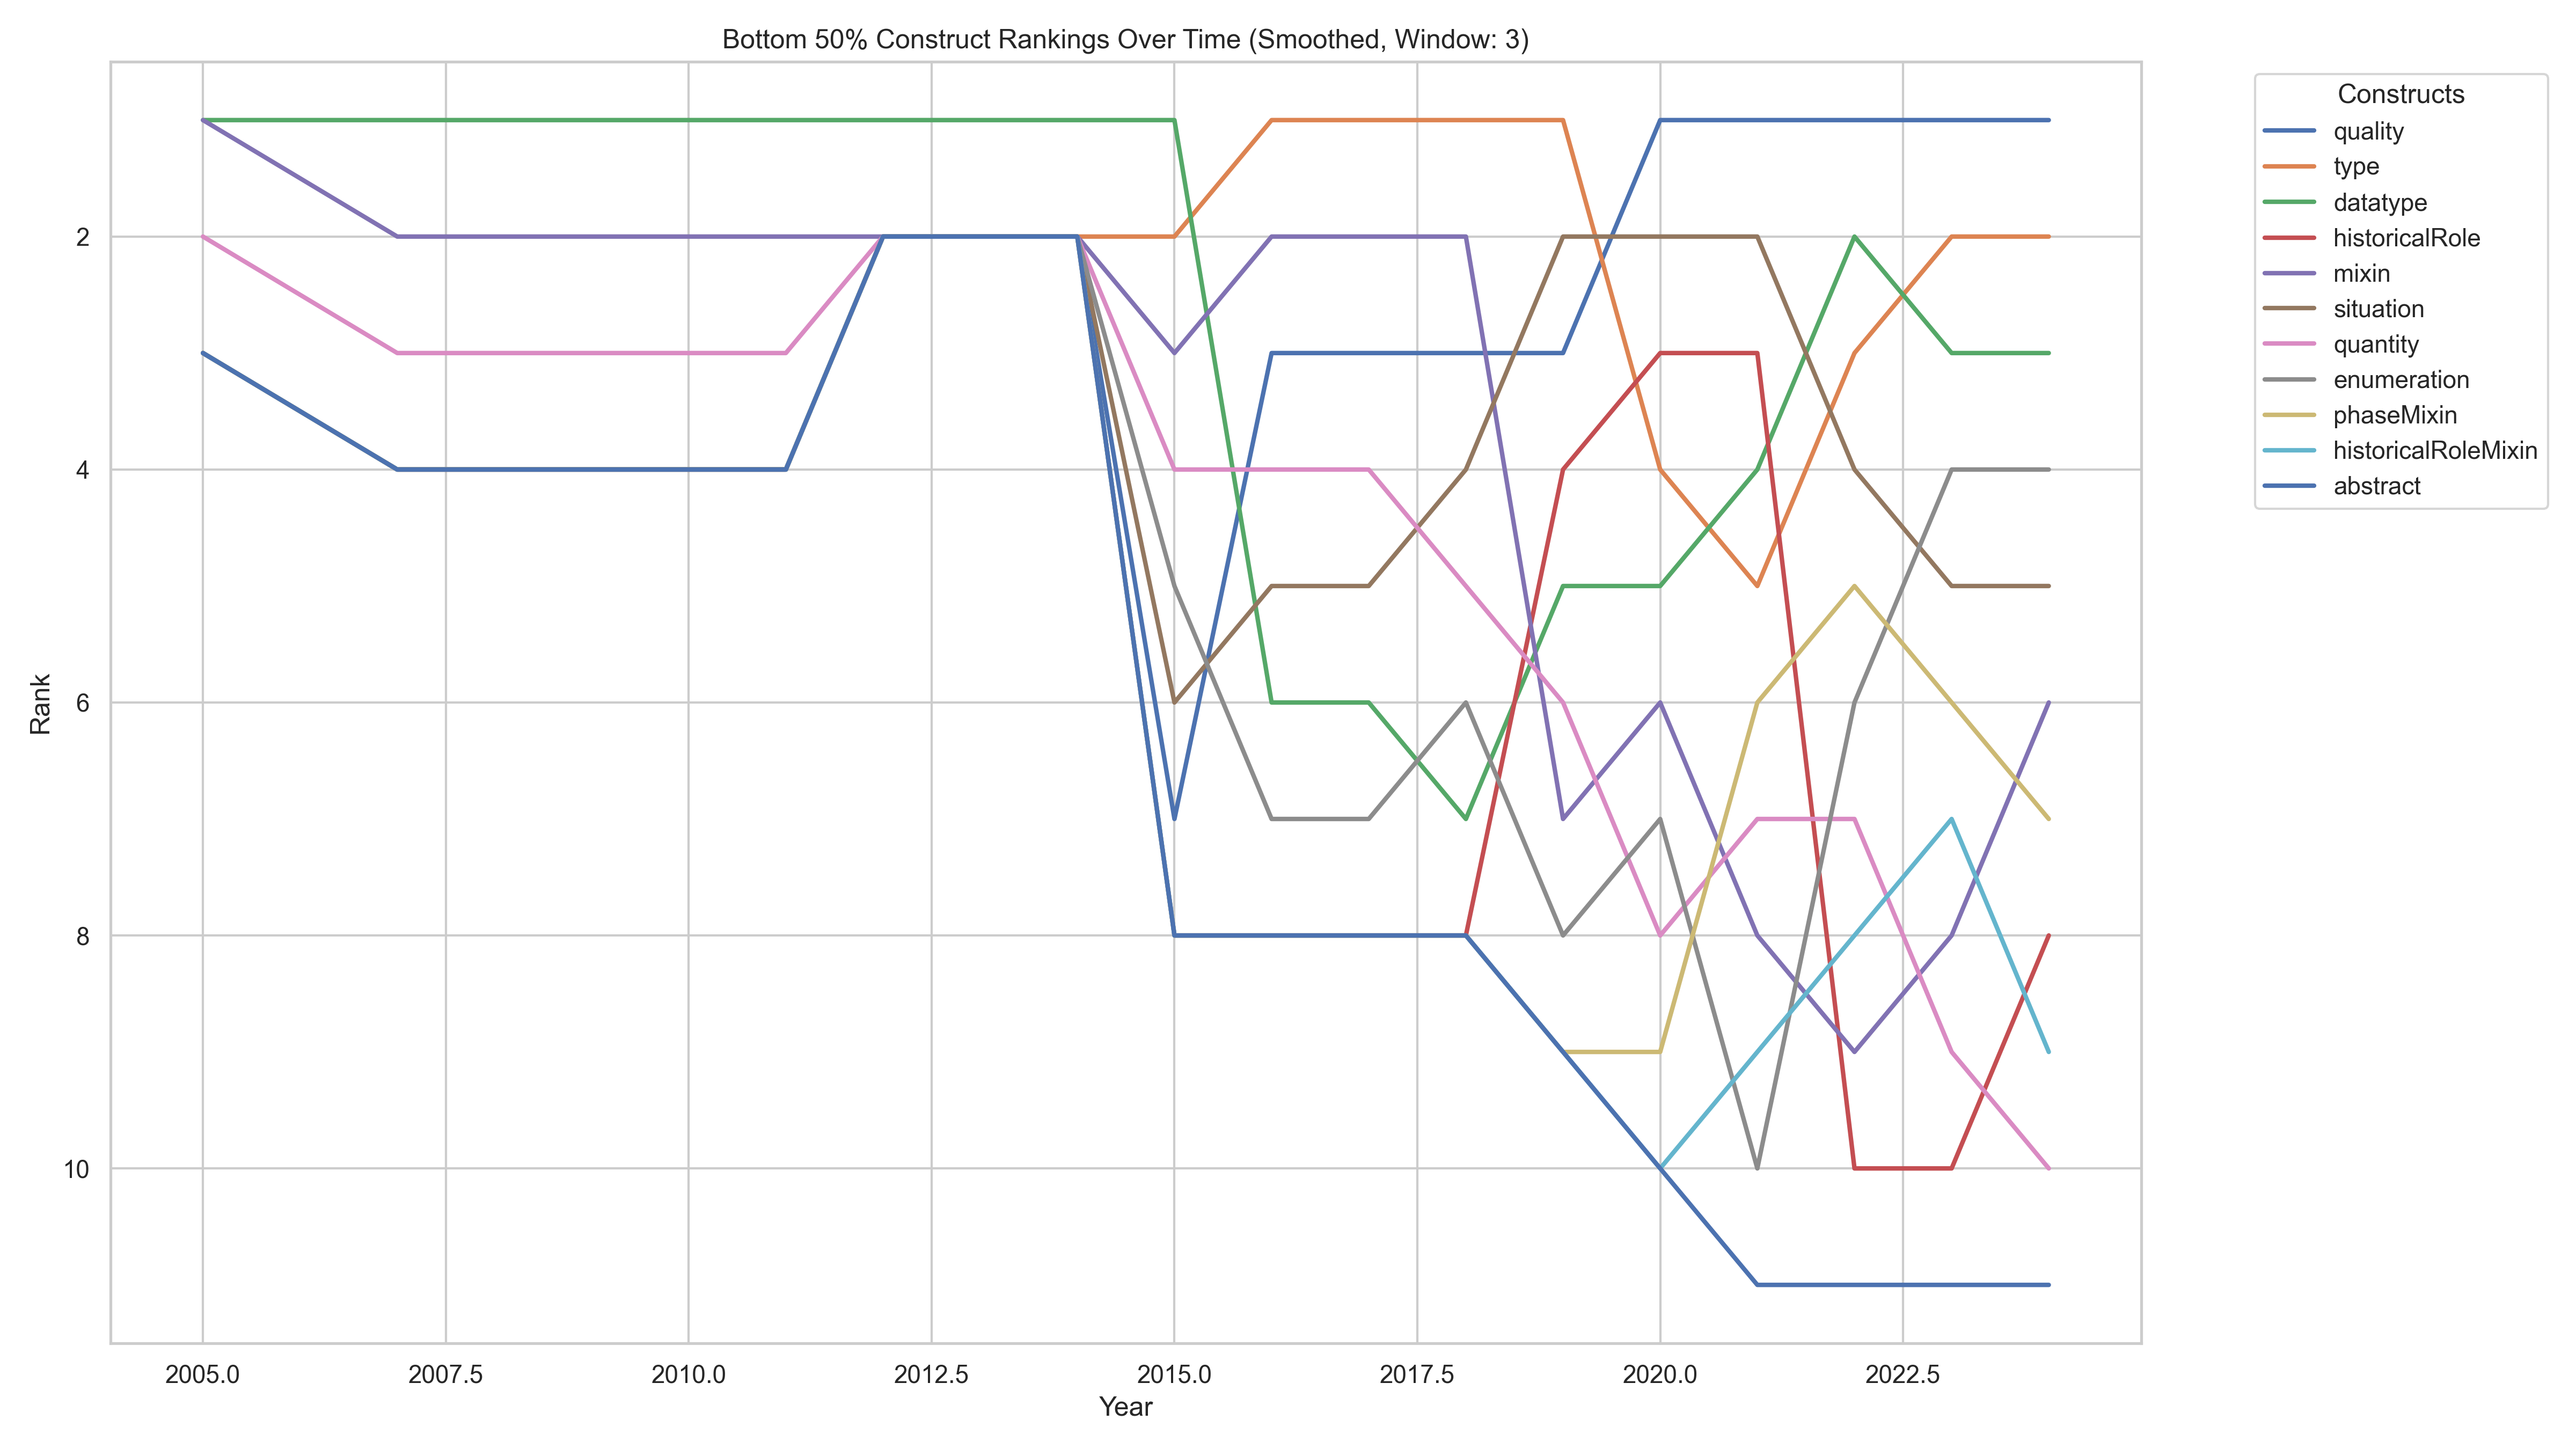 Bottom 50% Construct Rankings Over Time (Smoothed, Window: 3)
Constructs
quality
type
datatype
historicalRole
mixin
situation
quantity
enumeration
phaseMixin
historicalRoleMixin
abstract
Rank
2
4
6
8
10
2005.0 2007.5 2010.0 2012.5 2015.0 2017.5 2020.0 2022.5
Year